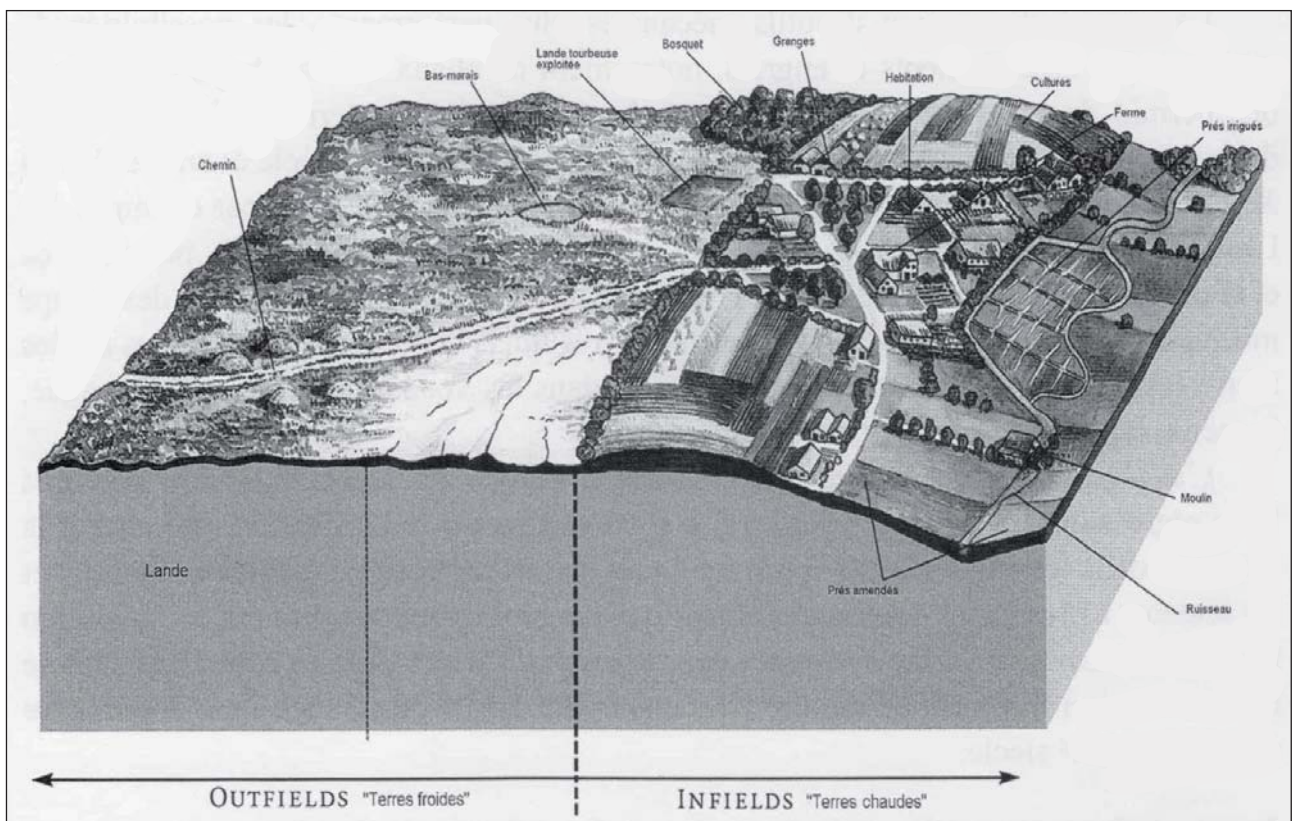 Bosquet
Grenges
Lande tourbeuse
exploitée
Bas-marais
Habitation
Cultures
Ferme
Prés irrigués
Chemin
Moulin
Lande
Prés amendés
Ruisseau
OUTFIELDS "Terres froides"
INFIELDS "Terres chaudes"